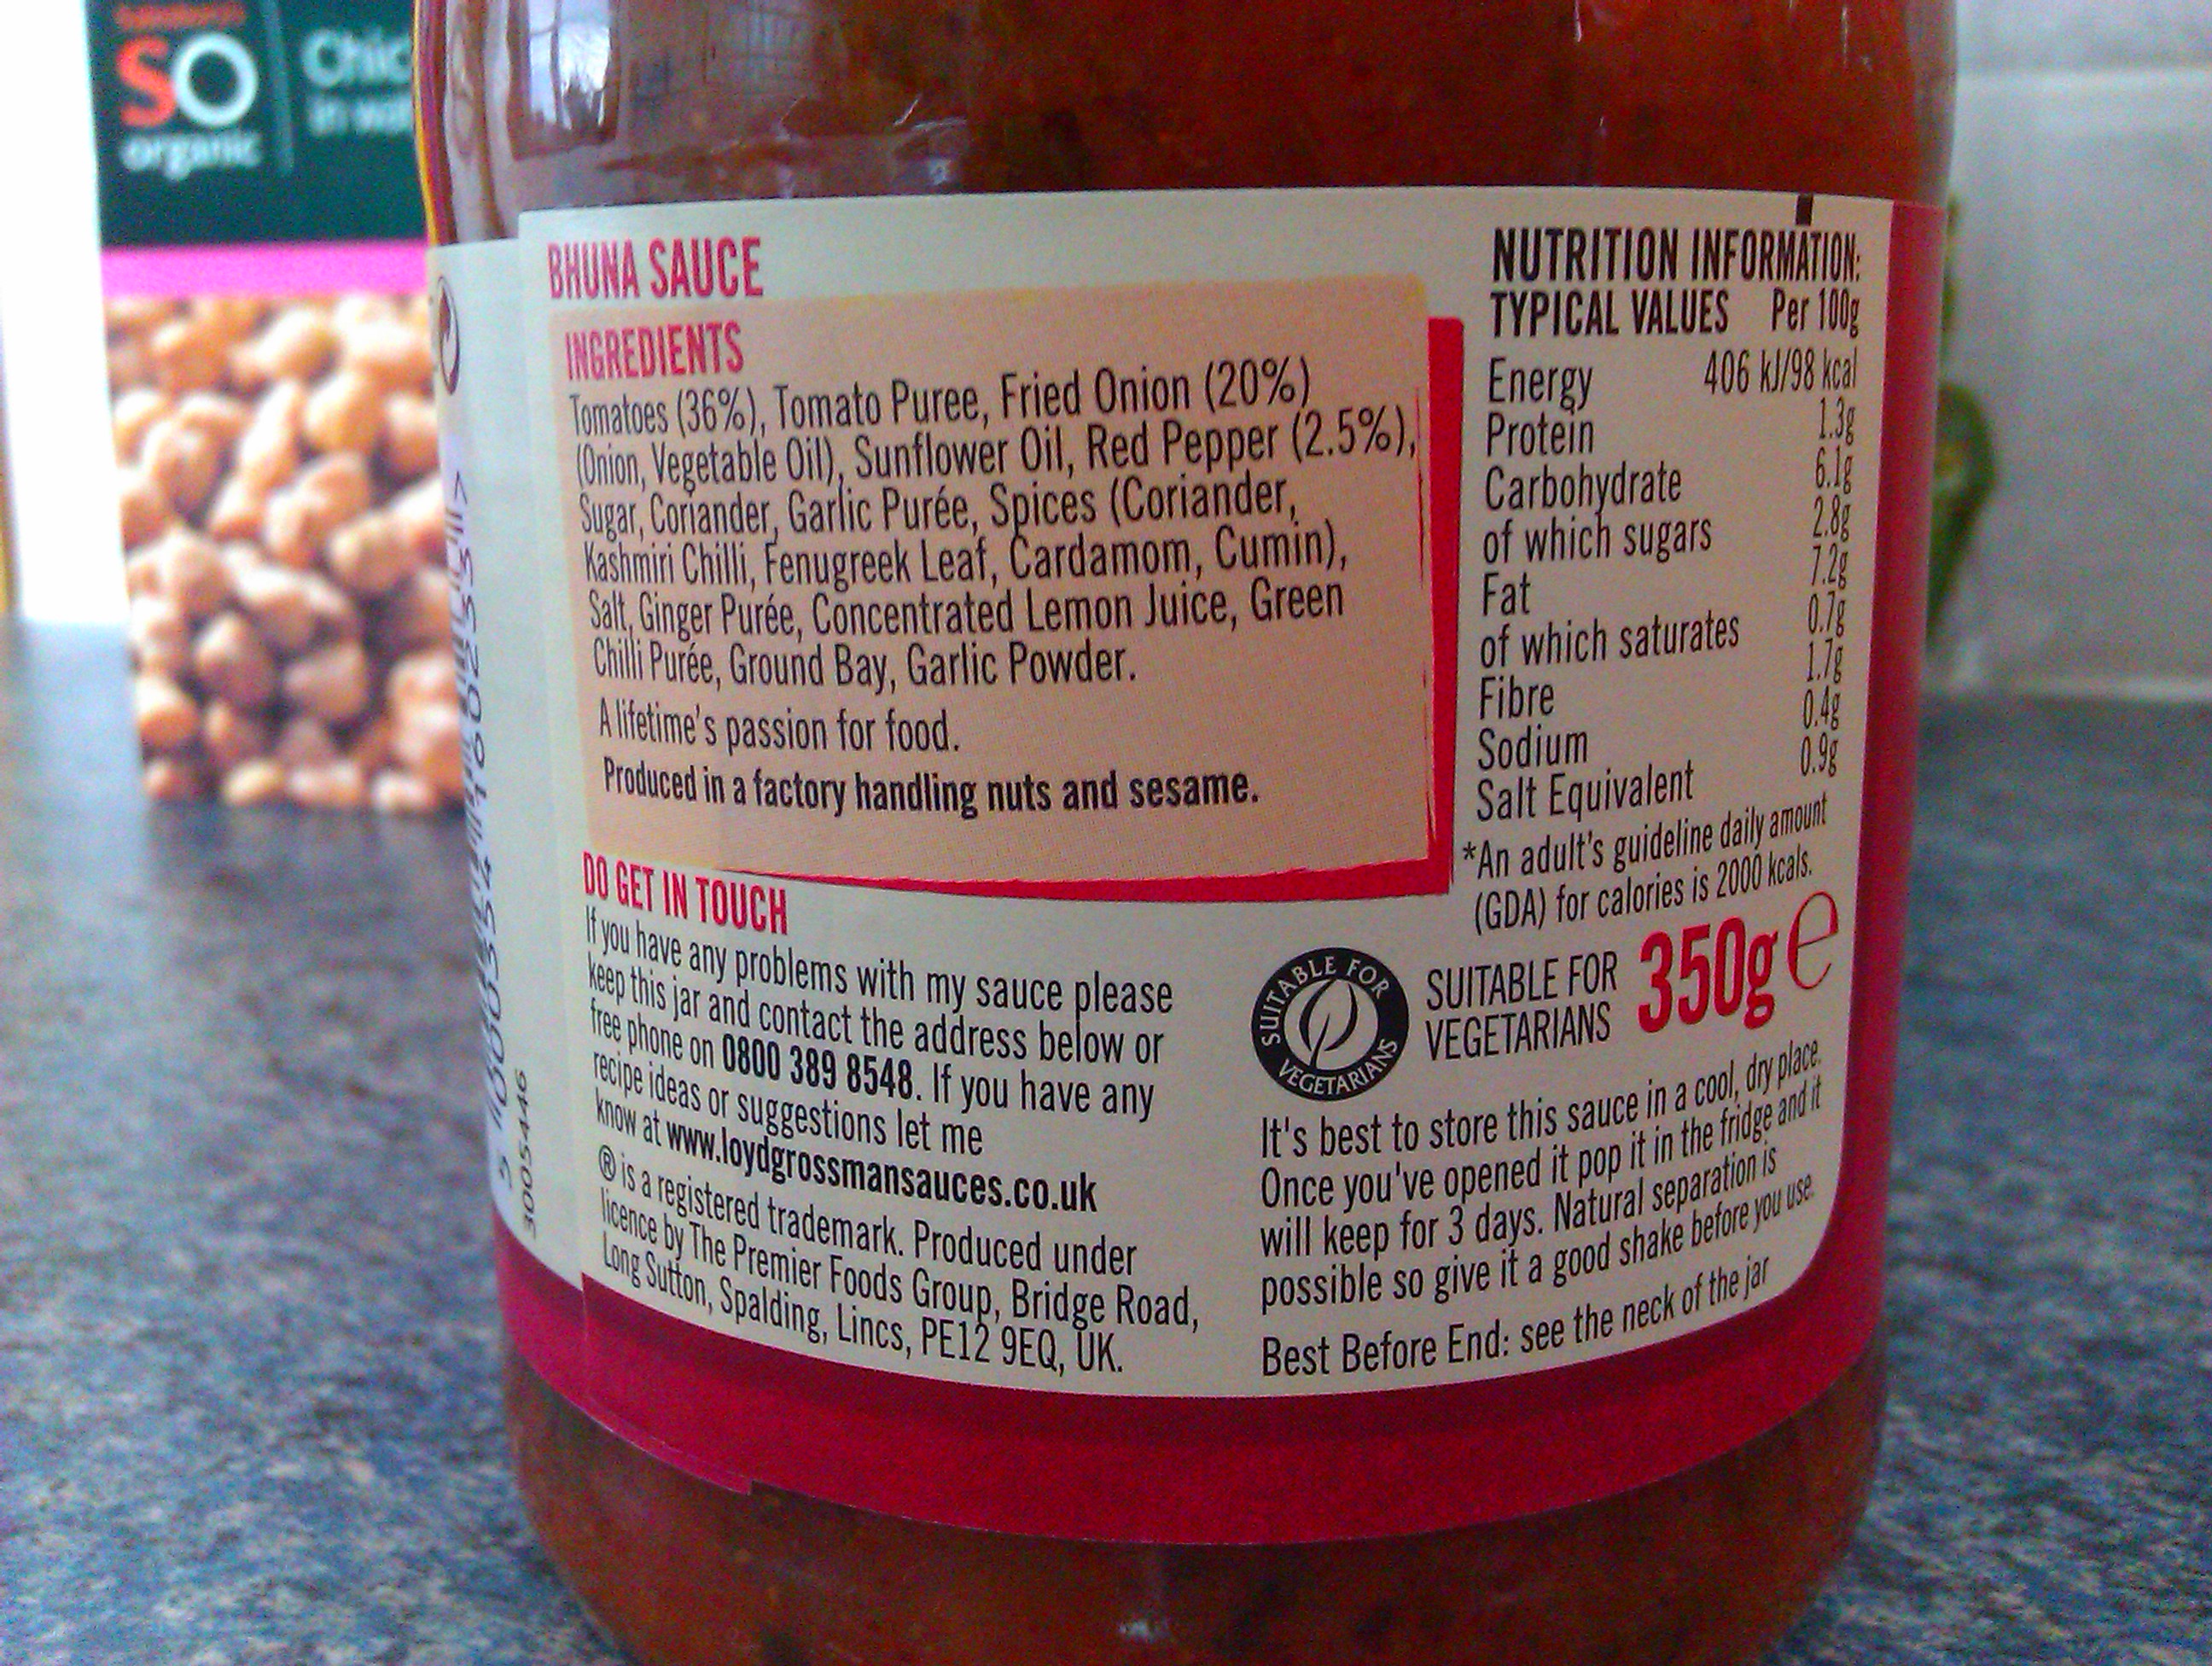 SO
organic
Chic
in wat
BHUNA SAUCE
INGREDIENTS
Tomatoes (36%), Tomato Puree, Fried Onion (20%)
(Onion, Vegetable Oil), Sunflower Oil, Red Pepper (2.5%),
Sugar, Coriander, Garlic Purée, Spices (Coriander,
Kashmiri Chilli, Fenugreek Leaf, Cardamom, Cumin),
Salt, Ginger Purée, Concentrated Lemon Juice, Green
Chilli Purée, Ground Bay, Garlic Powder.
A lifetime's passion for food.
Produced in a factory handling nuts and sesame.
DO GET IN TOUCH
If you have any problems with my sauce please
keep this jar and contact the address below or
free phone on 0800 389 8548. If you have any
recipe ideas or suggestions let me
know at www.loydgrossmansauces.co.uk
® is a registered trademark. Produced under
licence by The Premier Foods Group, Bridge Road,
Long Sutton, Spalding, Lincs, PE12 9EQ, UK.
NUTRITION INFORMATION:
TYPICAL VALUES Per 100g
Energy 406 kJ/98 kcal
Protein 1.3g
Carbohydrate 6.1g
of which sugars 2.8g
Fat 7.2g
of which saturates 0.7g
Fibre 1.7g
Sodium 0.4g
Salt Equivalent 0.9g
*An adult's guideline daily amount
(GDA) for calories is 2000 kcals.
SUITABLE FOR
VEGETARIANS
SUITABLE FOR
VEGETARIANS
350g e
It's best to store this sauce in a cool, dry place.
Once you've opened it pop it in the fridge and it
will keep for 3 days. Natural separation is
possible so give it a good shake before you use.
Best Before End: see the neck of the jar
3005446